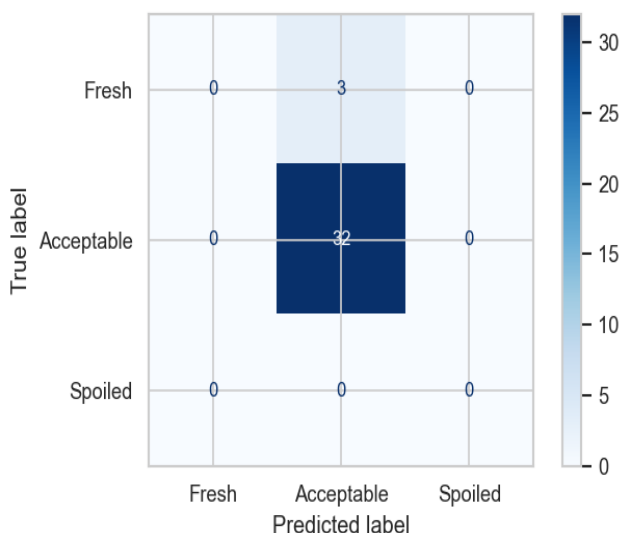 Fresh 0 3 0
Acceptable 0 32 0
Spoiled 0 0 0
Fresh Acceptable Spoiled
Predicted label
True label
30
25
20
15
10
5
0